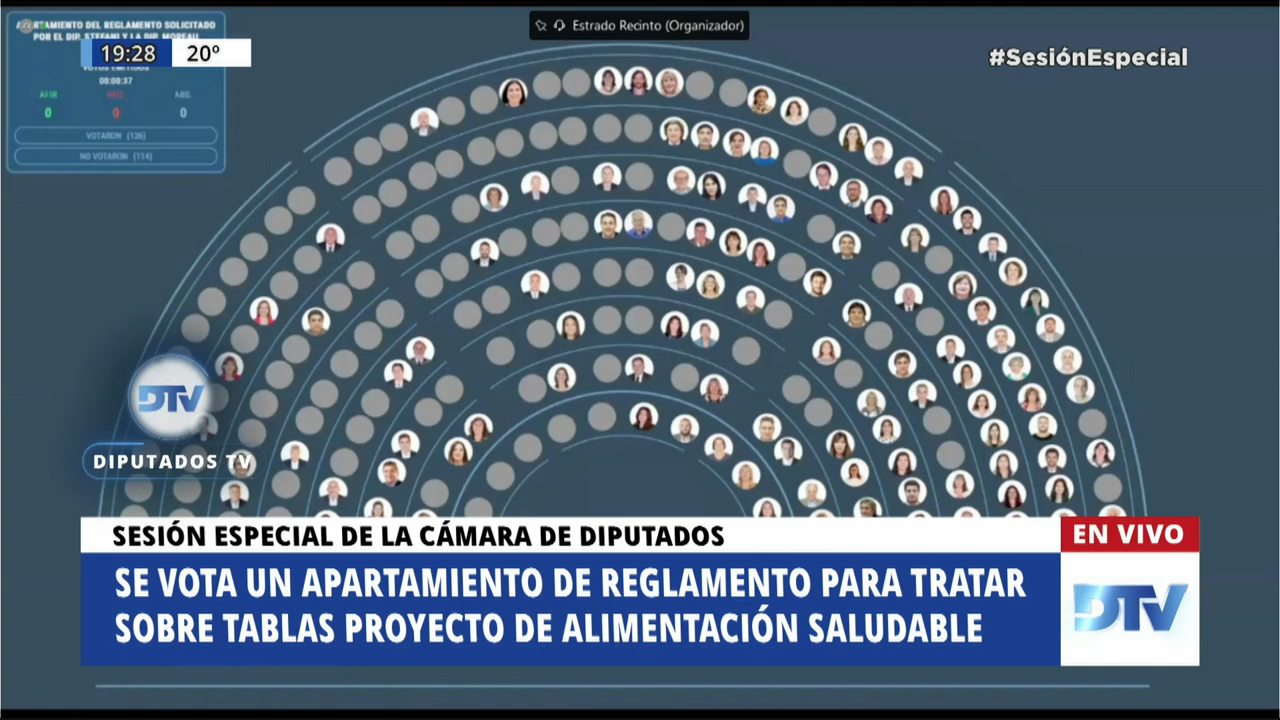 APARTAMIENTO DEL REGLAMENTO SOLICITADO
POR EL DIP. STEFANI Y LA DIP. MOREAU
19:28 20°
VOTOS EMITIDOS
00:00:37
AFIR NEG. ABS.
0 0 0
VOTARON (136)
NO VOTARON (114)
Estrado Recinto (Organizador)
#SesiónEspecial
DTV
DIPUTADOS TV
SESIÓN ESPECIAL DE LA CÁMARA DE DIPUTADOS
EN VIVO
SE VOTA UN APARTAMIENTO DE REGLAMENTO PARA TRATAR
SOBRE TABLAS PROYECTO DE ALIMENTACIÓN SALUDABLE
DTV